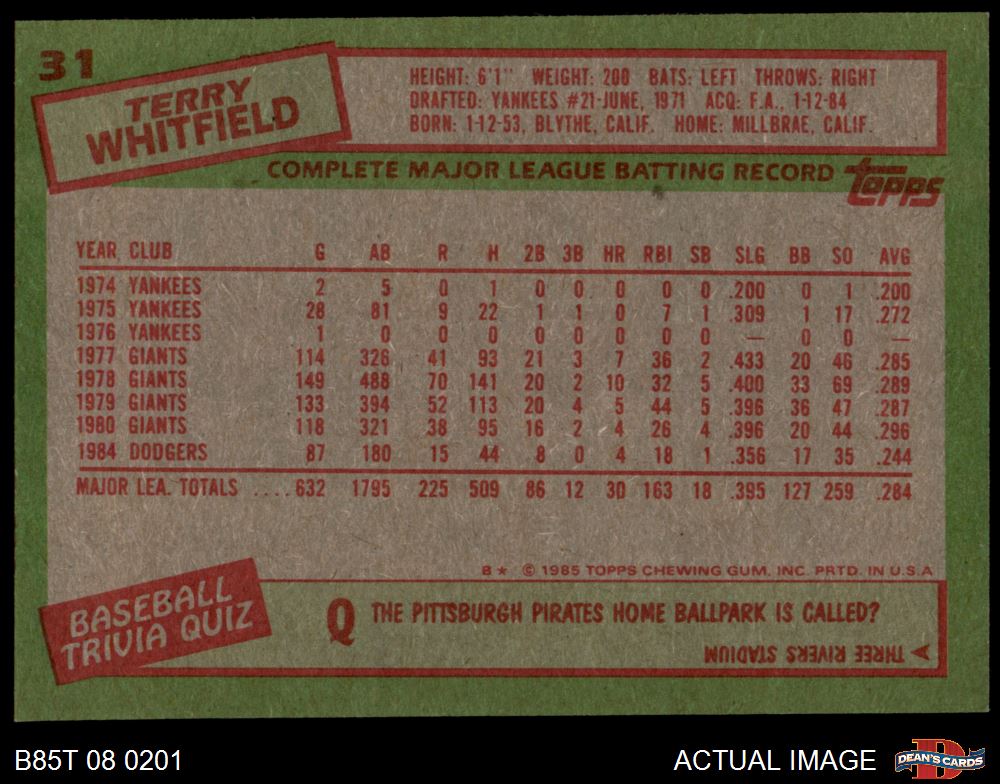 31
TERRY
WHITFIELD
HEIGHT: 6'1" WEIGHT: 200 BATS: LEFT THROWS: RIGHT
DRAFTED: YANKEES #21-JUNE, 1971 ACQ: F.A., 1-12-84
BORN: 1-12-53, BLYTHE, CALIF. HOME: MILLBRAE, CALIF.
COMPLETE MAJOR LEAGUE BATTING RECORD topps
YEAR CLUB G AB R H 2B 3B HR RBI SB SLG BB SO AVG
1974 YANKEES 2 5 0 1 0 0 0 0 0 .200 0 1 .200
1975 YANKEES 28 81 9 22 1 1 0 7 1 .309 1 17 .272
1976 YANKEES 1 0 0 0 0 0 0 0 0 — 0 0 —
1977 GIANTS 114 326 41 93 21 3 7 36 2 .433 20 46 .285
1978 GIANTS 149 488 70 141 20 2 10 32 5 .400 33 69 .289
1979 GIANTS 133 394 52 113 20 4 5 44 5 .396 36 47 .287
1980 GIANTS 118 321 38 95 16 2 4 26 4 .396 20 44 .296
1984 DODGERS 87 180 15 44 8 0 4 18 1 .356 17 35 .244
MAJOR LEA. TOTALS ....632 1795 225 509 86 12 30 163 18 .395 127 259 .284
B★ © 1985 TOPPS CHEWING GUM, INC. PRTD. IN U.S.A
BASEBALL
TRIVIA QUIZ
Q THE PITTSBURGH PIRATES HOME BALLPARK IS CALLED?
A THREE RIVERS STADIUM
B85T 08 0201 ACTUAL IMAGE D DEAN'S CARDS